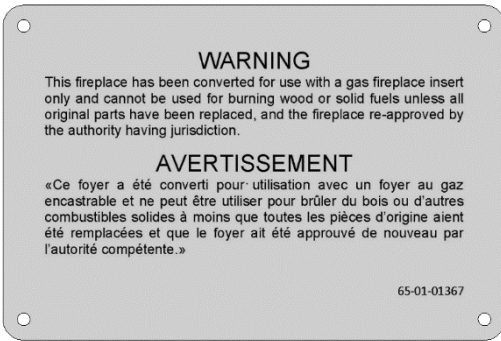 WARNING
This fireplace has been converted for use with a gas fireplace insert
only and cannot be used for burning wood or solid fuels unless all
original parts have been replaced, and the fireplace re-approved by
the authority having jurisdiction.
AVERTISSEMENT
«Ce foyer a été converti pour utilisation avec un foyer au gaz
encastrable et ne peut être utiliser pour brûler du bois ou d'autres
combustibles solides à moins que toutes les pièces d'origine aient
été remplacées et que le foyer ait été approuvé de nouveau par
l'autorité compétente.»
65-01-01367